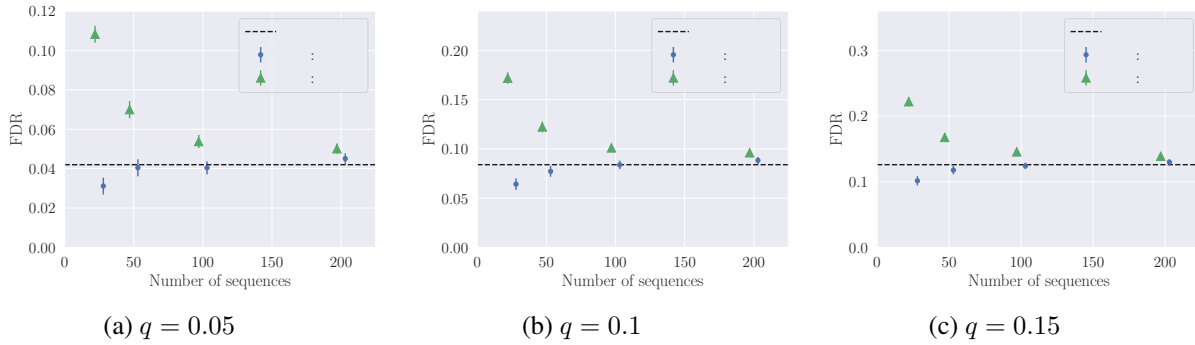 0.12
0.10
0.08
0.06
0.04
0.02
0.00
FDR
0 50 100 150 200
Number of sequences
:
:
(a) q = 0.05
0.20
0.15
0.10
0.05
0.00
FDR
0 50 100 150 200
Number of sequences
:
:
(b) q = 0.1
0.3
0.2
0.1
0.0
FDR
0 50 100 150 200
Number of sequences
:
:
(c) q = 0.15